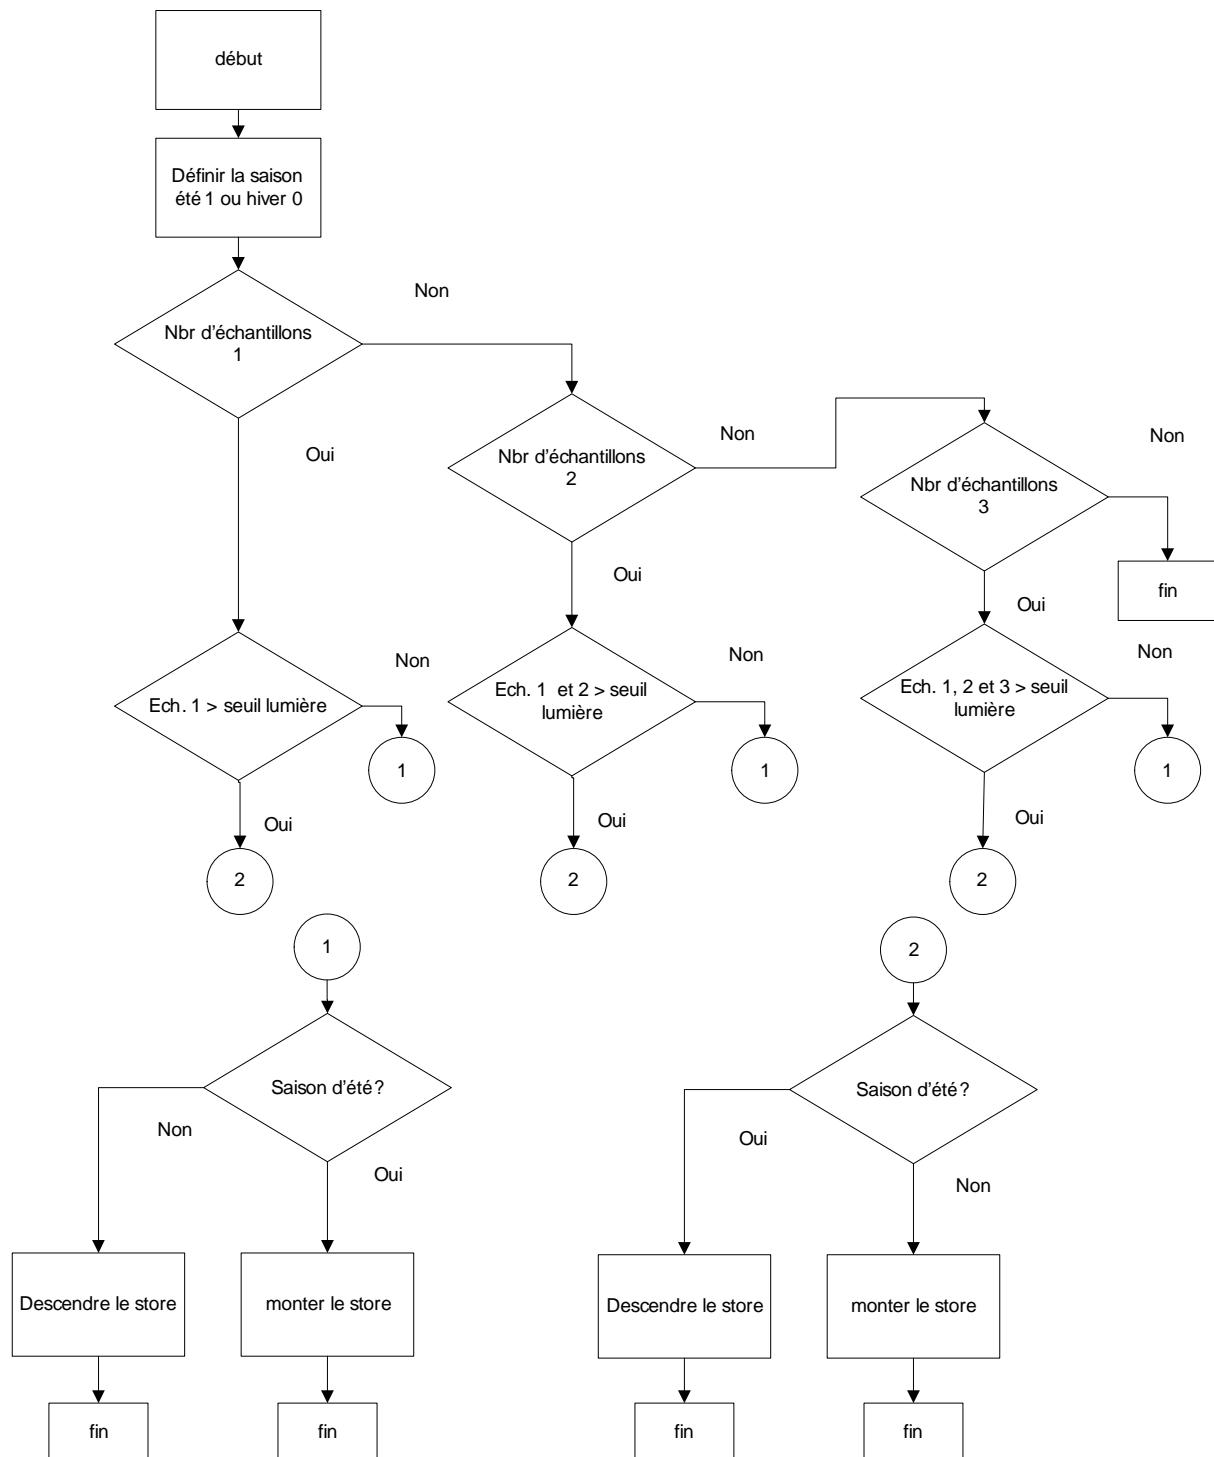 début
Définir la saison
été 1 ou hiver 0
Non
Nbr d'échantillons
1
Oui
Nbr d'échantillons
2
Non
Non
Nbr d'échantillons
3
Oui
fin
Oui
Non
Ech. 1 > seuil lumière
Non
Ech. 1 et 2 > seuil
lumière
Non
Ech. 1, 2 et 3 > seuil
lumière
1
1
1
Oui
Oui
Oui
2
2
2
1
2
Saison d'été ?
Saison d'été ?
Non
Oui
Oui
Non
Descendre le store
monter le store
Descendre le store
monter le store
fin
fin
fin
fin